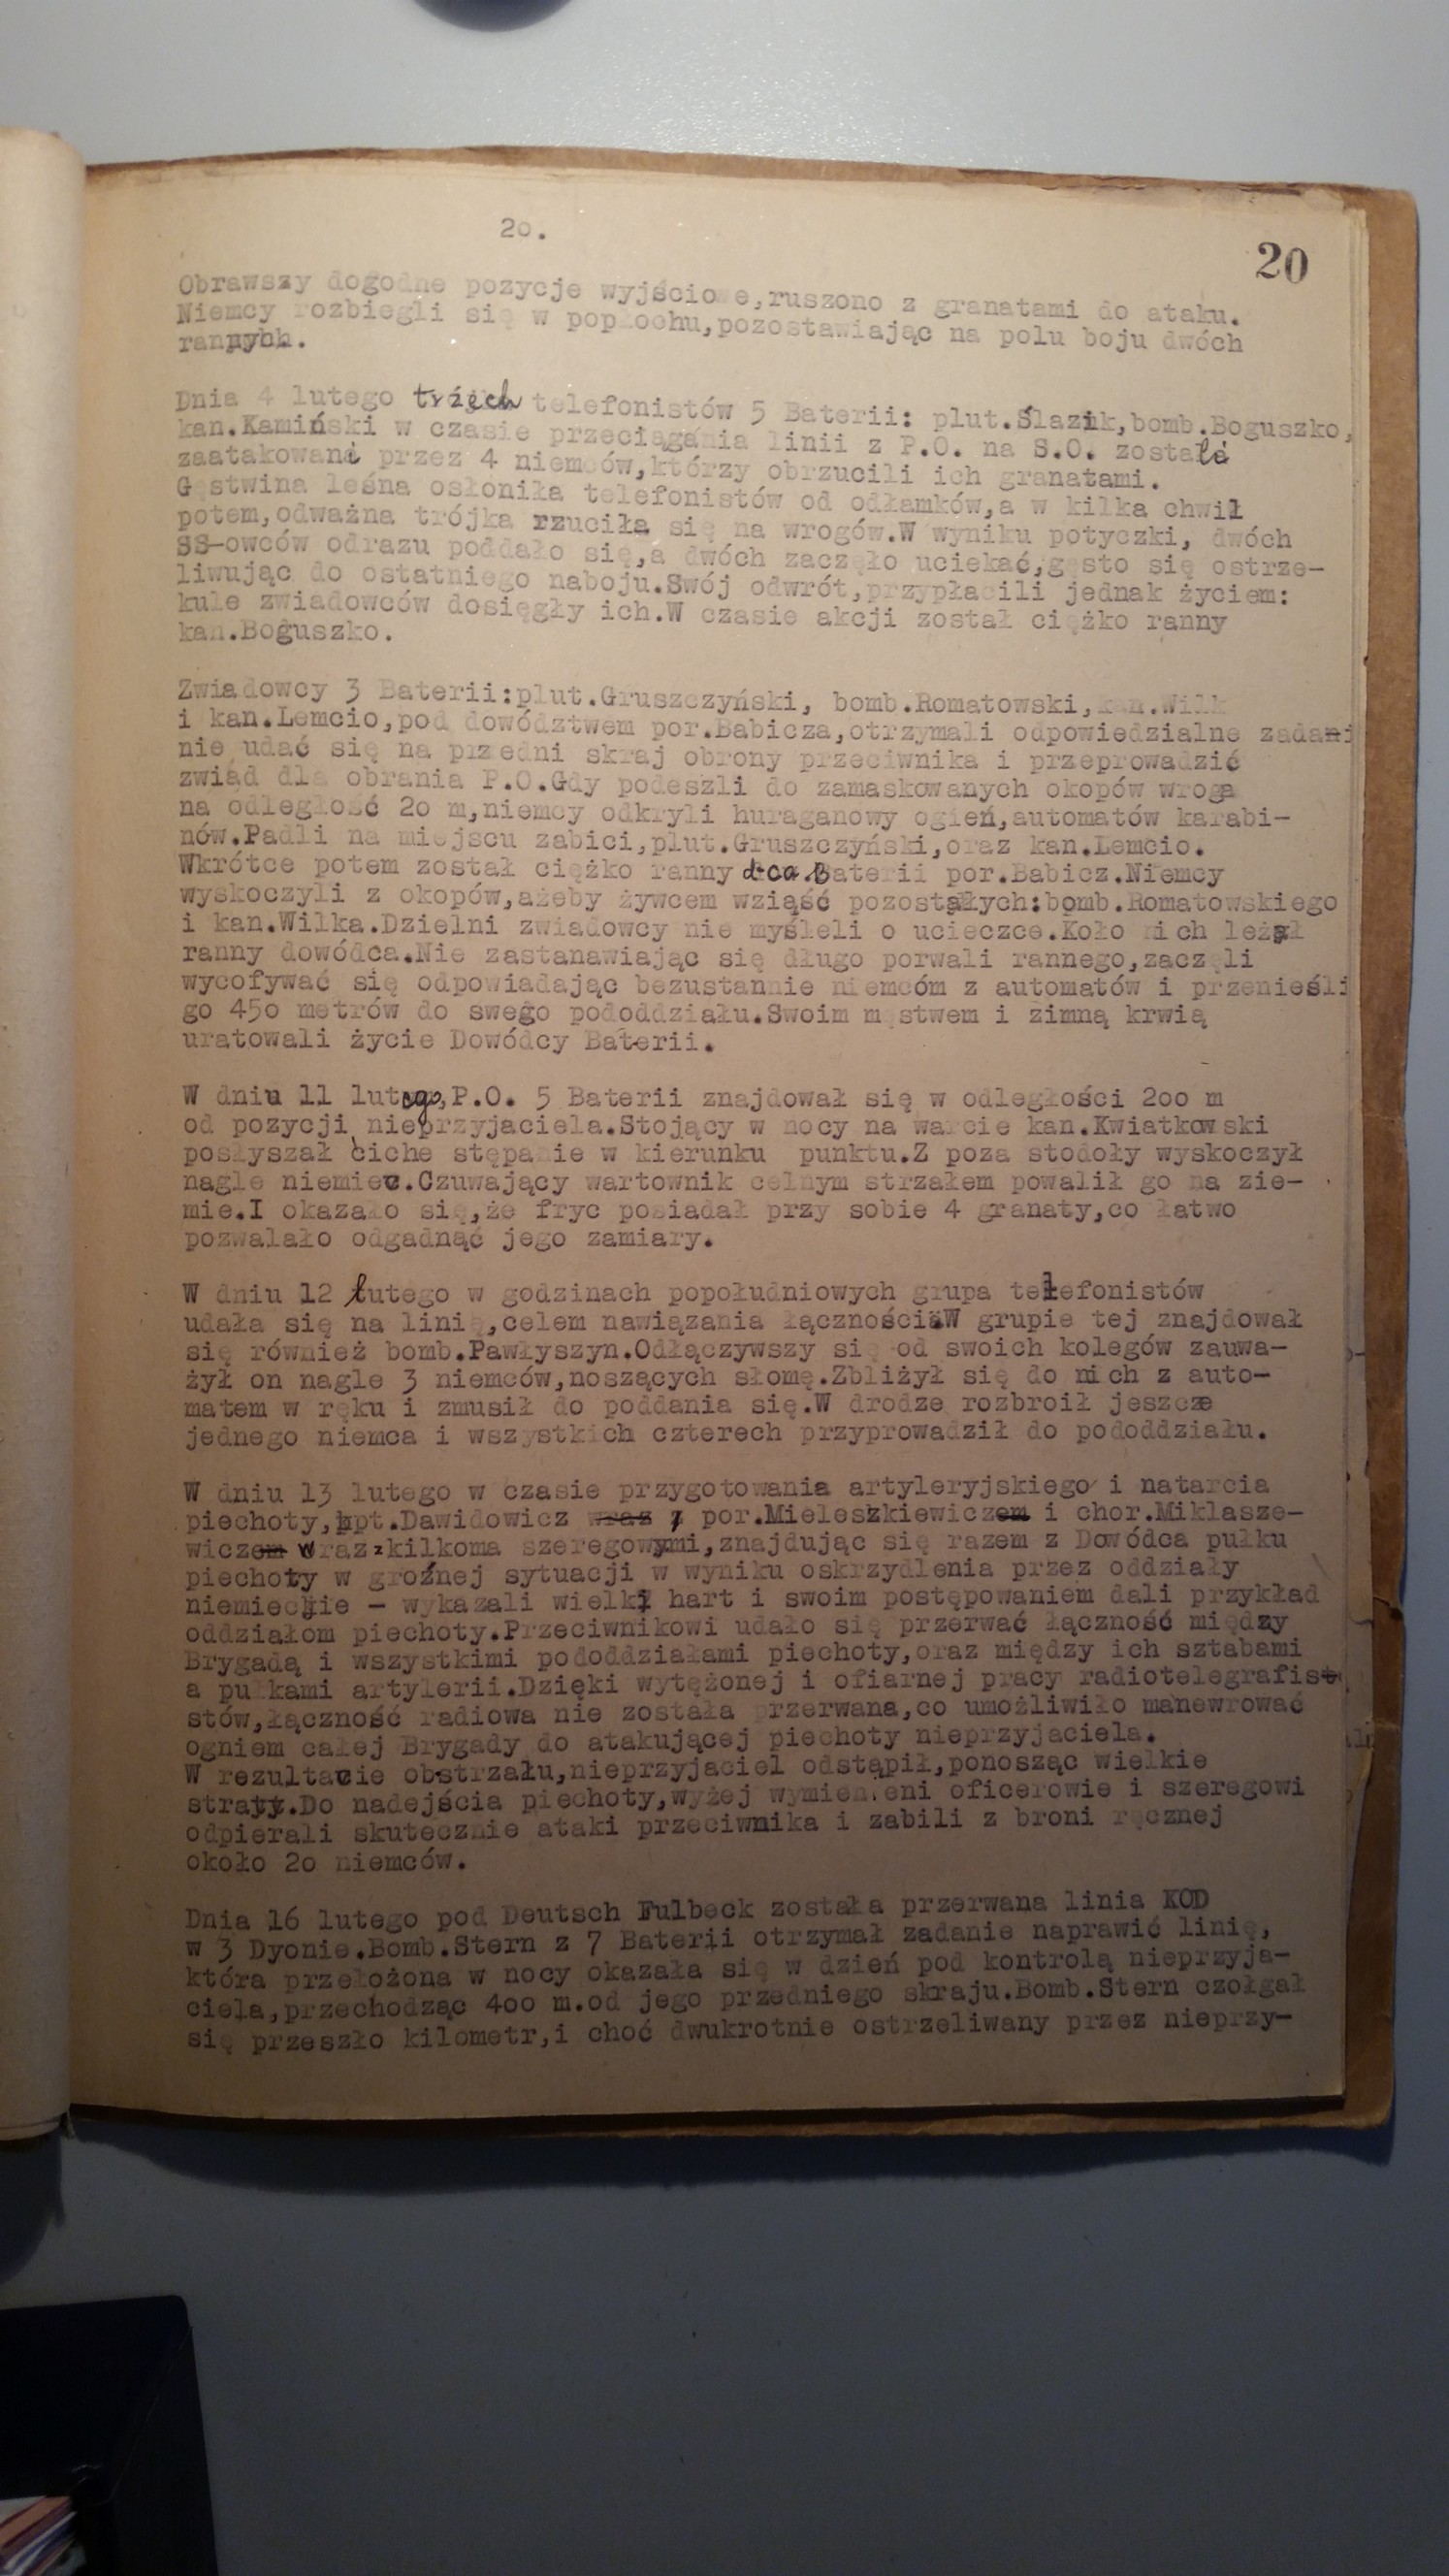 20.
20
Obrawszy dogodne pozycje wyjściowe,ruszono z granatami do ataku.
Niemcy rozbiegli się w popłochu,pozostawiając na polu boju dwóch
rannych.
Dnia 4 lutego trzech telefonistów 5 Baterii: plut.Ślazik,bomb.Boguszko,
kan.Kamiński w czasie przeciągania linii z P.O. na S.O. zostali
zaatakowani przez 4 niemców,którzy obrzucili ich granatami.
Gęstwina leśna osłoniła telefonistów od odłamków,a w kilka chwil
potem,odważna trójka rzuciła się na wrogów.W wyniku potyczki, dwóch
SS-owców odrazu poddało się,a dwóch zaczęło uciekać,gęsto się ostrze-
liwując do ostatniego naboju.Swój odwrót,przypłacili jednak życiem:
kule zwiadowców dosięgły ich.W czasie akcji został ciężko ranny
kan.Boguszko.
Zwiadowcy 3 Baterii:plut.Gruszczyński, bomb.Romatowski,kan.Wilk
i kan.Lemcio,pod dowództwem por.Babicza,otrzymali odpowiedzialne zadani
nie udać się na przedni skraj obrony przeciwnika i przeprowadzić
zwiad dla obrania P.O.Gdy podeszli do zamaskowanych okopów wroga
na odległość 2o m,niemcy odkryli huraganowy ogień,automatów karabi-
nów.Padli na miejscu zabici,plut.Gruszczyński,oraz kan.Lemcio.
Wkrótce potem został ciężko ranny d-ca Baterii por.Babicz.Niemcy
wyskoczyli z okopów,ażeby żywcem wziąść pozostałych:bomb.Romatowskiego
i kan.Wilka.Dzielni zwiadowcy nie myśleli o ucieczce.Koło nich leżał
ranny dowódca.Nie zastanawiając się długo porwali rannego,zaczęli
wycofywać się odpowiadając bezustannie niemcóm z automatów i przenieśli
go 45o metrów do swego pododdziału.Swoim męstwem i zimną krwią
uratowali życie Dowódcy Baterii.
W dniu 11 lutego,P.O. 5 Baterii znajdował się w odległości 2oo m
od pozycji nieprzyjaciela.Stojący w nocy na warcie kan.Kwiatkowski
posłyszał ciche stąpanie w kierunku punktu.Z poza stodoły wyskoczył
nagle niemiec.Czuwający wartownik celnym strzałem powalił go na zie-
mie.I okazało się,że fryc posiadał przy sobie 4 granaty,co łatwo
pozwalało odgadnąć jego zamiary.
W dniu 12 lutego w godzinach popołudniowych grupa telefonistów
udała się na linię,celem nawiązania łączności.W grupie tej znajdował
się również bomb.Pawłyszyn.Odłączywszy się od swoich kolegów zauwa-
żył on nagle 3 niemców,noszących słomę.Zbliżył się do nich z auto-
matem w ręku i zmusił do poddania się.W drodze rozbroił jeszcze
jednego niemca i wszystkich czterech przyprowadził do pododdziału.
W dniu 13 lutego w czasie przygotowania artyleryjskiego i natarcia
piechoty,kpt.Dawidowicz wraz z por.Mieleszkiewiczem i chor.Miklasze-
wiczem wraz z kilkoma szeregowymi,znajdując się razem z Dowódca pułku
piechoty w groźnej sytuacji w wyniku oskrzydlenia przez oddziały
niemieckie - wykazali wielki hart i swoim postępowaniem dali przykład
oddziałom piechoty.Przeciwnikowi udało się przerwać łączność między
Brygadą i wszystkimi pododdziałami piechoty,oraz między ich sztabami
a pułkami artylerii.Dzięki wytężonej i ofiarnej pracy radiotelegrafist
stów,łączność radiowa nie została przerwana,co umożliwiło manewrować
ogniem całej Brygady do atakującej piechoty nieprzyjaciela.
W rezultacie obstrzału,nieprzyjaciel odstąpił,ponosząc wielkie
straty.Do nadejścia piechoty,wyżej wymienieni oficerowie i szeregowi
odpierali skutecznie ataki przeciwnika i zabili z broni ręcznej
około 2o niemców.
Dnia 16 lutego pod Deutsch Fulbeck została przerwana linia KOD
w 3 Dyonie.Bomb.Stern z 7 Baterii otrzymał zadanie naprawić linię,
która przełożona w nocy okazała się w dzień pod kontrolą nieprzyja-
ciela,przechodząc 4oo m.od jego przedniego skraju.Bomb.Stern czołgał
się przeszło kilometr,i choć dwukrotnie ostrzeliwany przez nieprzy-